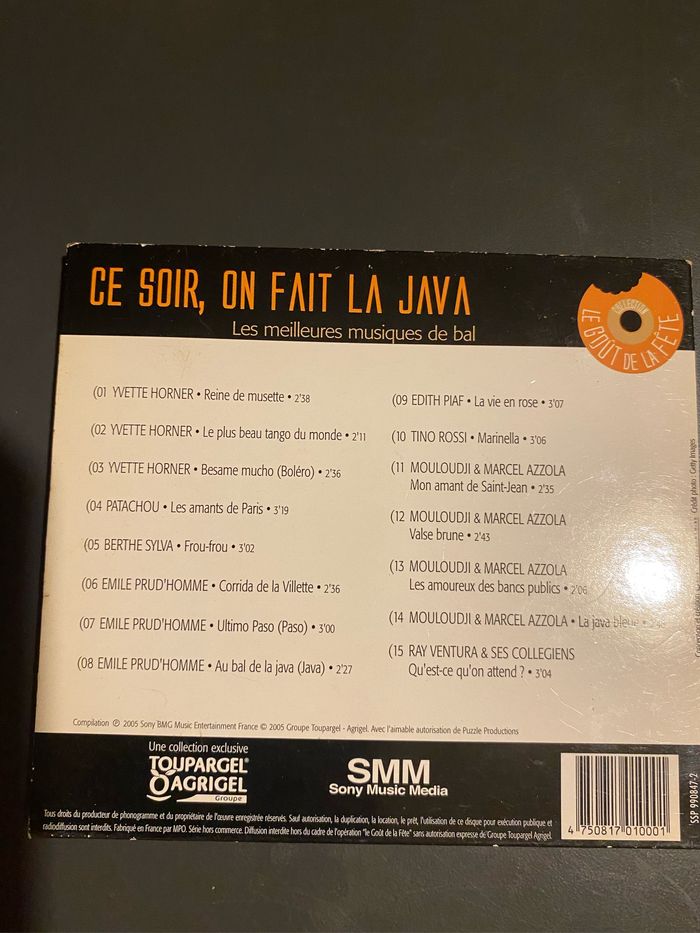 CE SOIR, ON FAIT LA JAVA
Les meilleures musiques de bal
COLLECTION
LE GOÛT DE LA FÊTE
(01 YVETTE HORNER • Reine de musette • 2'38
(02 YVETTE HORNER • Le plus beau tango du monde • 2'11
(03 YVETTE HORNER • Besame mucho (Boléro) • 2'36
(04 PATACHOU • Les amants de Paris • 3'19
(05 BERTHE SYLVA • Frou-frou • 3'02
(06 EMILE PRUD'HOMME • Corrida de la Villette • 2'36
(07 EMILE PRUD'HOMME • Ultimo Paso (Paso) • 3'00
(08 EMILE PRUD'HOMME • Au bal de la java (Java) • 2'27
(09 EDITH PIAF • La vie en rose • 3'07
(10 TINO ROSSI • Marinella • 3'06
(11 MOULOUDJI & MARCEL AZZOLA
Mon amant de Saint-Jean • 2'35
(12 MOULOUDJI & MARCEL AZZOLA
Valse brune • 2'43
(13 MOULOUDJI & MARCEL AZZOLA
Les amoureux des bancs publics • 2'06
(14 MOULOUDJI & MARCEL AZZOLA • La java bleue •
(15 RAY VENTURA & SES COLLEGIENS
Qu'est-ce qu'on attend ? • 3'04
Crédit photo : Getty Images
Compilation ℗ 2005 Sony BMG Music Entertainment France © 2005 Groupe Toupargel - Agrigel. Avec l'aimable autorisation de Puzzle Productions
Une collection exclusive
TOUPARGEL
AGRIGEL
Groupe
SMM
Sony Music Media
4 750817 010001
SSP 990847-2
Tous droits du producteur de phonogramme et du propriétaire de l'œuvre enregistrée réservés. Sauf autorisation, la duplication, la location, le prêt, l'utilisation de ce disque pour exécution publique et
radiodiffusion sont interdits. Fabriqué en France par MPO. Série hors commerce. Diffusion interdite hors du cadre de l'opération "le Goût de la Fête" sans autorisation expresse de Groupe Toupargel Agrigel.